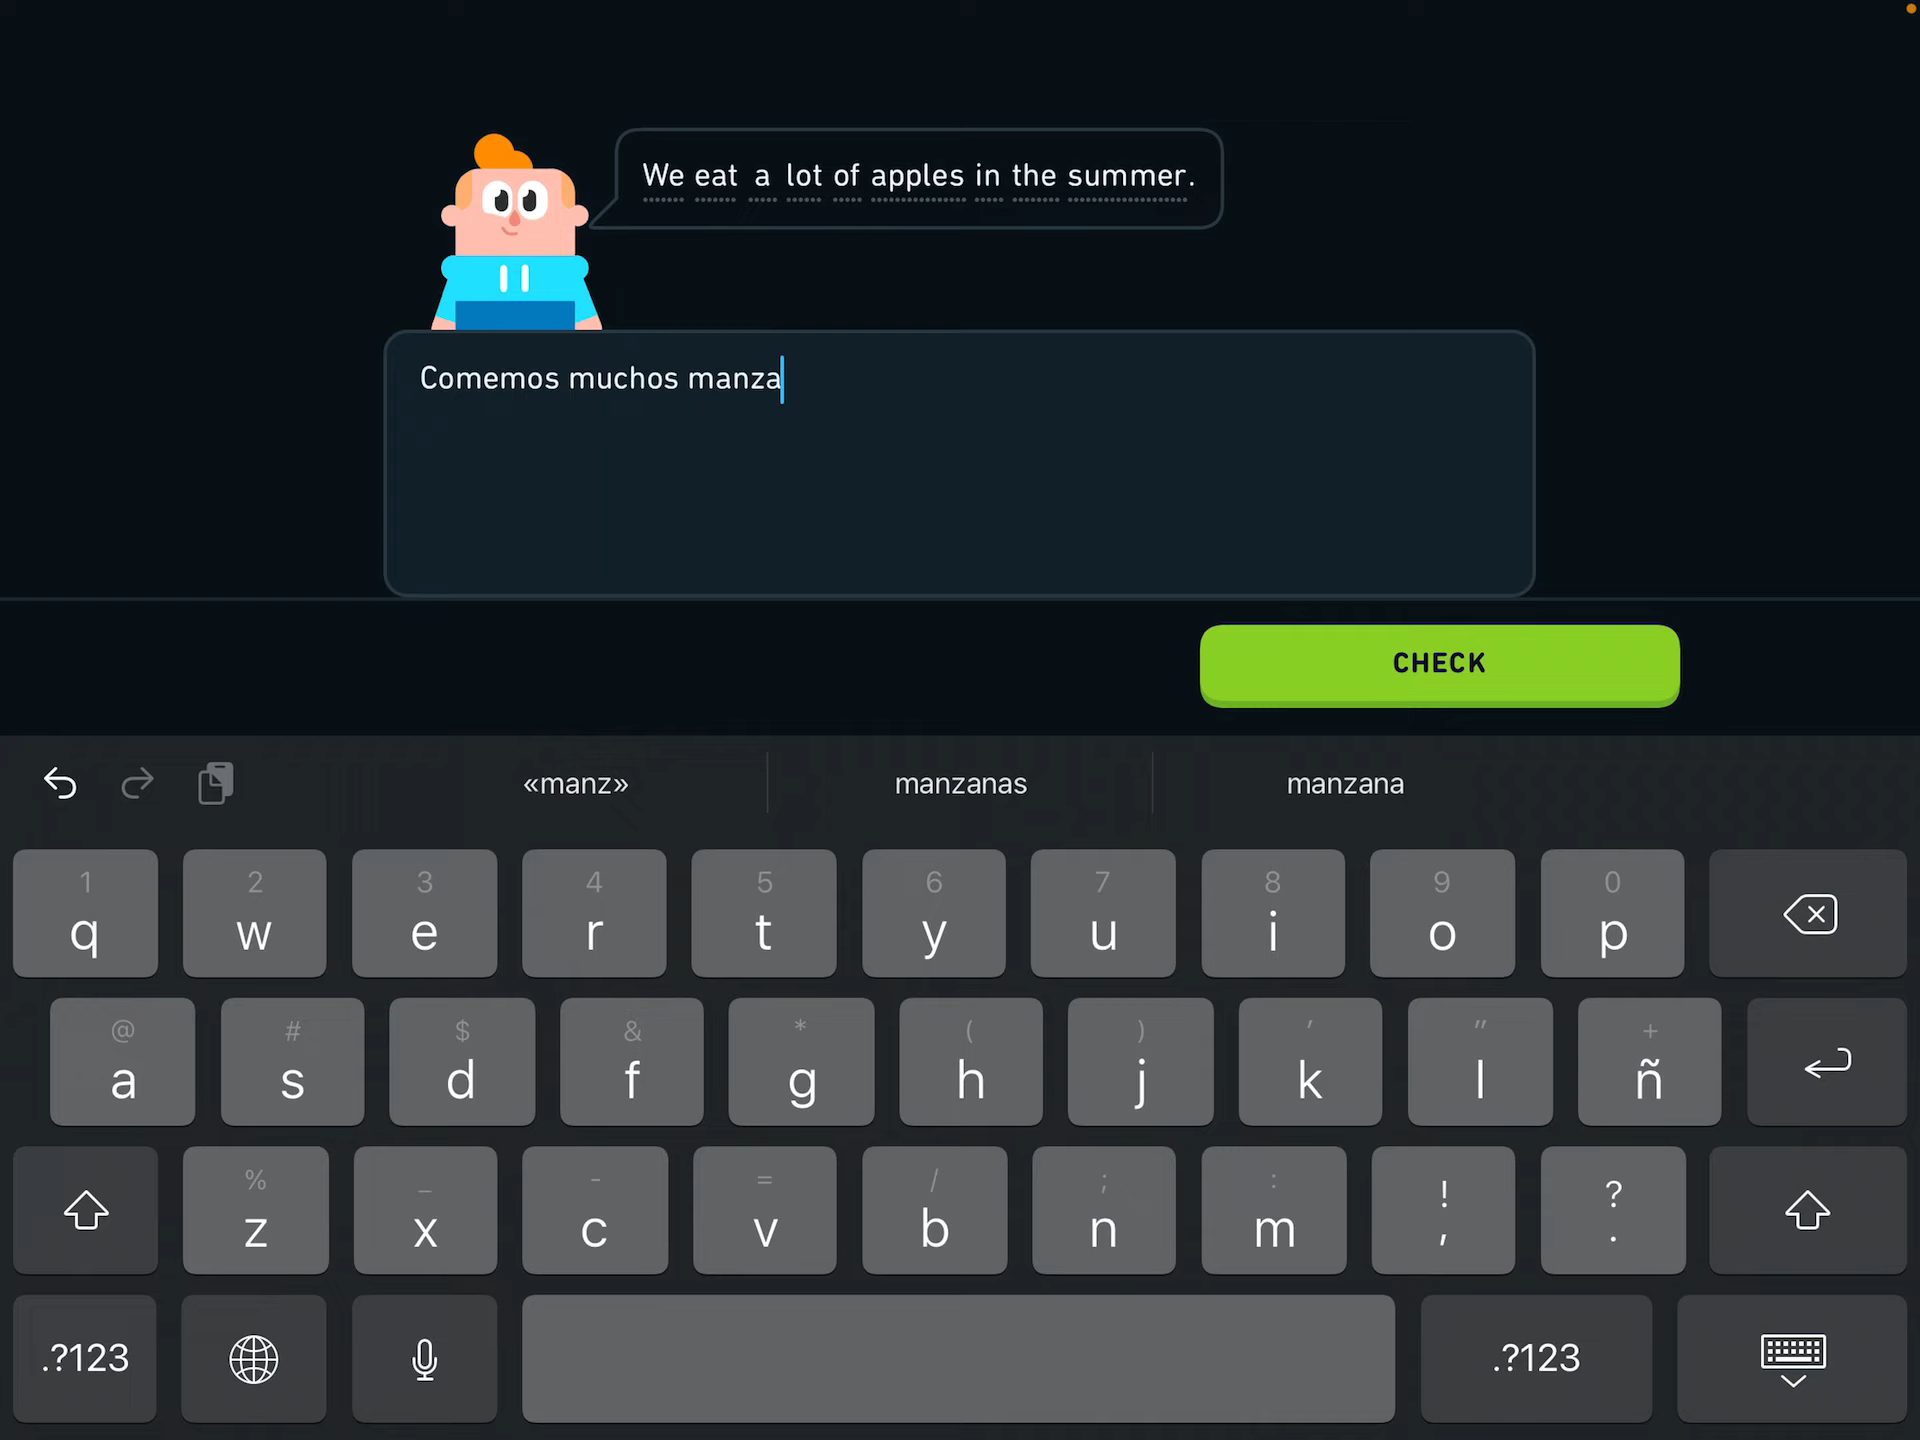 We eat a lot of apples in the summer.
Comemos muchos manza
CHECK
«manz» manzanas manzana
1 2 3 4 5 6 7 8 9 0
q w e r t y u i o p
@ # $ & * ( ) ' " +
a s d f g h j k l ñ
% _ - = / ; : ! ?
z x c v b n m , .
.?123 .?123